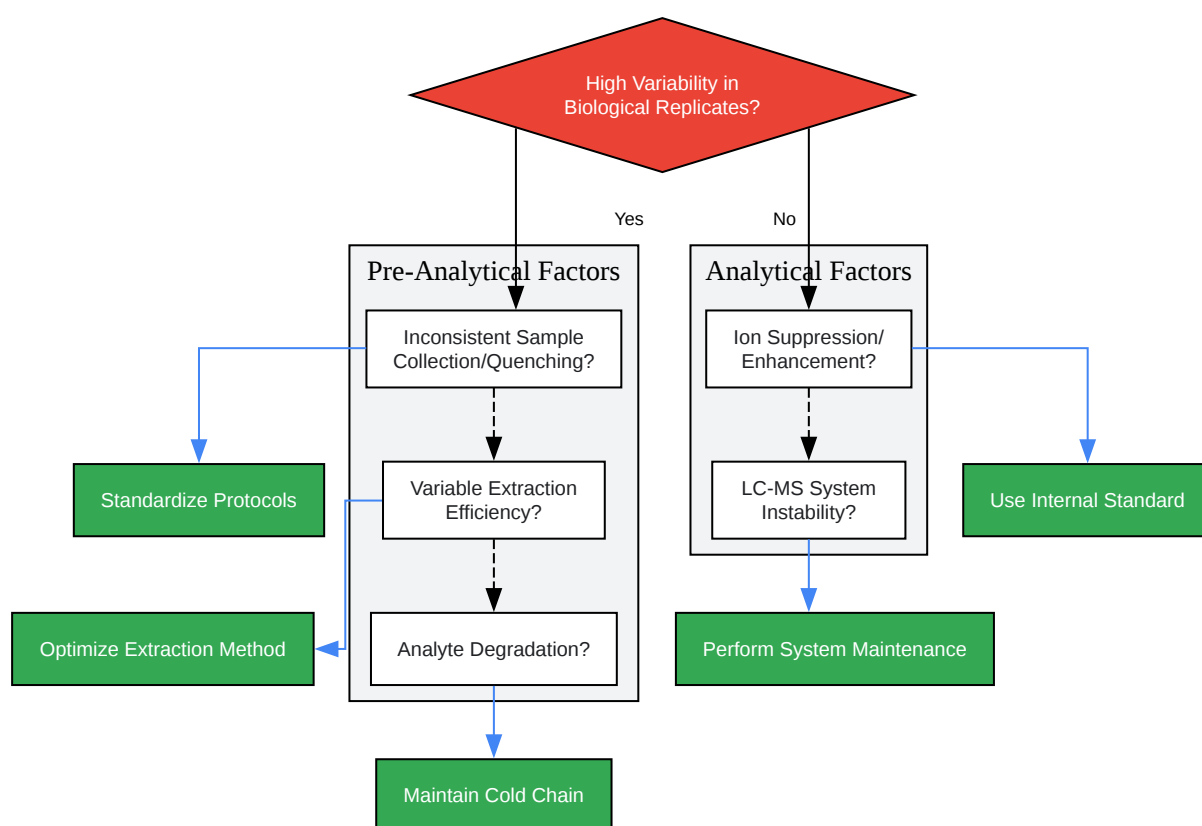 High Variability in
Biological Replicates?
Yes
No
Pre-Analytical Factors
Analytical Factors
Inconsistent Sample
Collection/Quenching?
Ion Suppression/
Enhancement?
Standardize Protocols
Variable Extraction
Efficiency?
LC-MS System
Instability?
Use Internal Standard
Optimize Extraction Method
Analyte Degradation?
Perform System Maintenance
Maintain Cold Chain